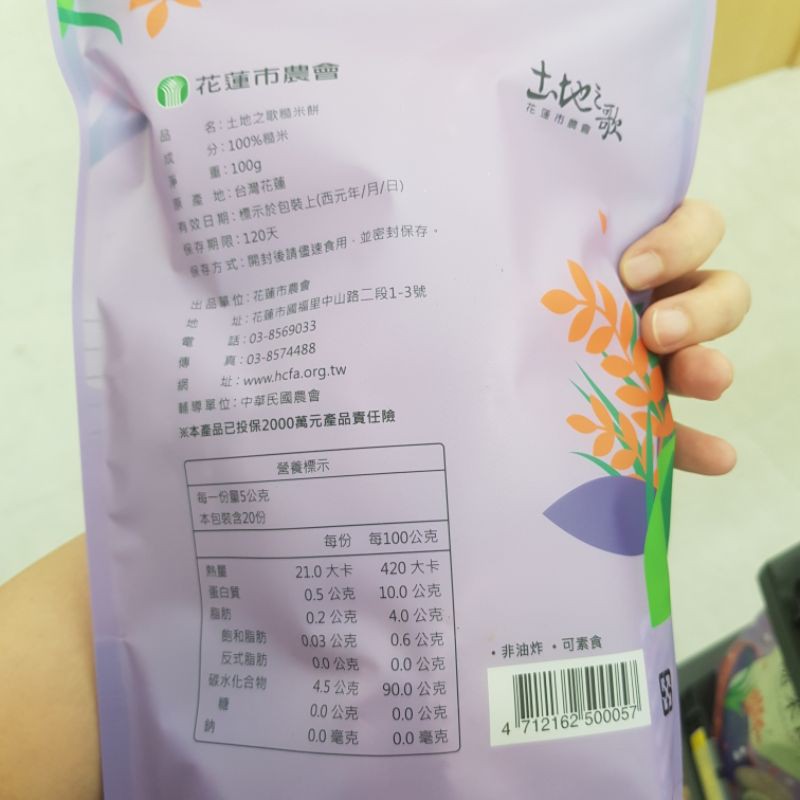 花蓮市農會
土地之歌
花蓮市農會
品名：土地之歌糙米餅
成分：100%糙米
淨重：100g
原產地：台灣花蓮
有效日期：標示於包裝上(西元年/月/日)
保存期限：120天
保存方式：開封後請儘速食用，並密封保存。
出品單位：花蓮市農會
地址：花蓮市國福里中山路二段1-3號
電話：03-8569033
傳真：03-8574488
網址：www.hcfa.org.tw
輔導單位：中華民國農會
※本產品已投保2000萬元產品責任險
營養標示
每一份量5公克
本包裝含20份
每份 每100公克
熱量 21.0 大卡 420 大卡
蛋白質 0.5 公克 10.0 公克
脂肪 0.2 公克 4.0 公克
飽和脂肪 0.03 公克 0.6 公克
反式脂肪 0.0 公克 0.0 公克
碳水化合物 4.5 公克 90.0 公克
糖 0.0 公克 0.0 公克
鈉 0.0 毫克 0.0 毫克
・非油炸 ・可素食
4 712162 500057